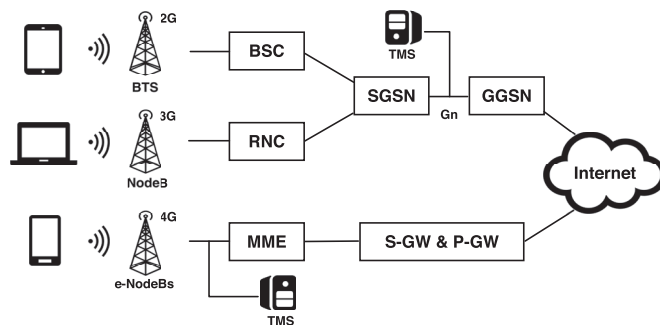 2G
BTS
BSC
TMS
SGSN
Gn
GGSN
3G
NodeB
RNC
Internet
4G
e-NodeBs
MME
S-GW & P-GW
TMS